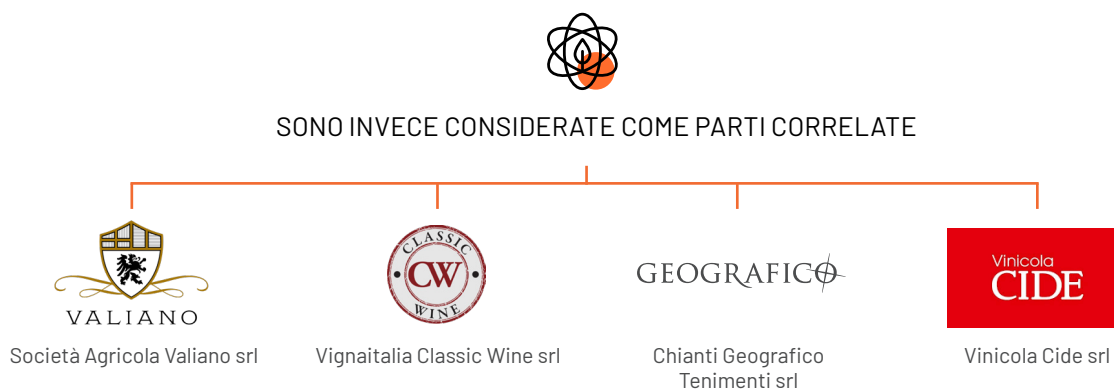 SONO INVECE CONSIDERATE COME PARTI CORRELATE
VALIANO
CLASSIC
CW
WINE
GEOGRAFICO
Vinicola
CIDE
Società Agricola Valiano srl
Vignaitalia Classic Wine srl
Chianti Geografico
Tenimenti srl
Vinicola Cide srl